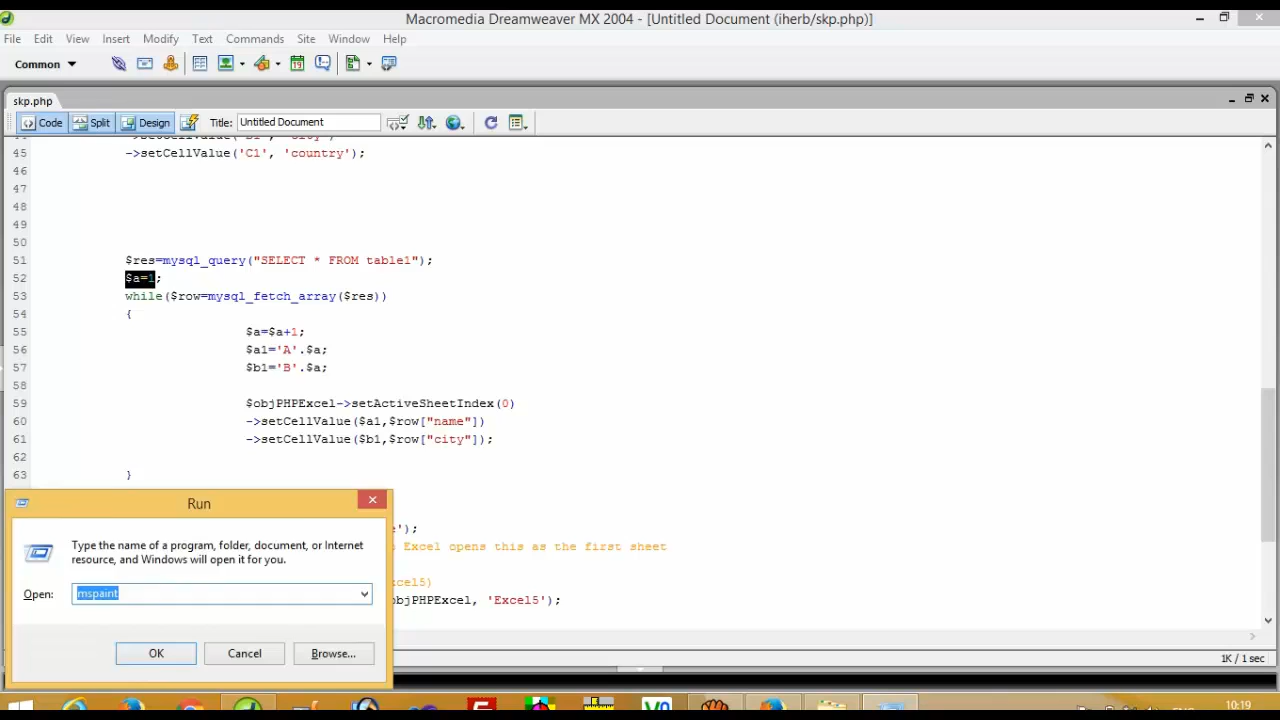 Macromedia Dreamweaver MX 2004 - [Untitled Document (iherb/skp.php)]
File Edit View Insert Modify Text Commands Site Window Help
Common
skp.php
Code Split Design Title: Untitled Document
45 ->setCellValue('C1', 'country');
46
47
48
49
50
51 $res=mysql_query("SELECT * FROM table1");
52 $a=1;
53 while($row=mysql_fetch_array($res))
54 {
55 $a=$a+1;
56 $a1='A'.$a;
57 $b1='B'.$a;
58
59 $objPHPExcel->setActiveSheetIndex(0)
60 ->setCellValue($a1,$row["name"])
61 ->setCellValue($b1,$row["city"]);
62
63 }
Run
Type the name of a program, folder, document, or Internet
resource, and Windows will open it for you.
Open: mspaint
OK Cancel Browse...
e');
Excel opens this as the first sheet
xcel5)
objPHPExcel, 'Excel5');
1K / 1 sec
10:19